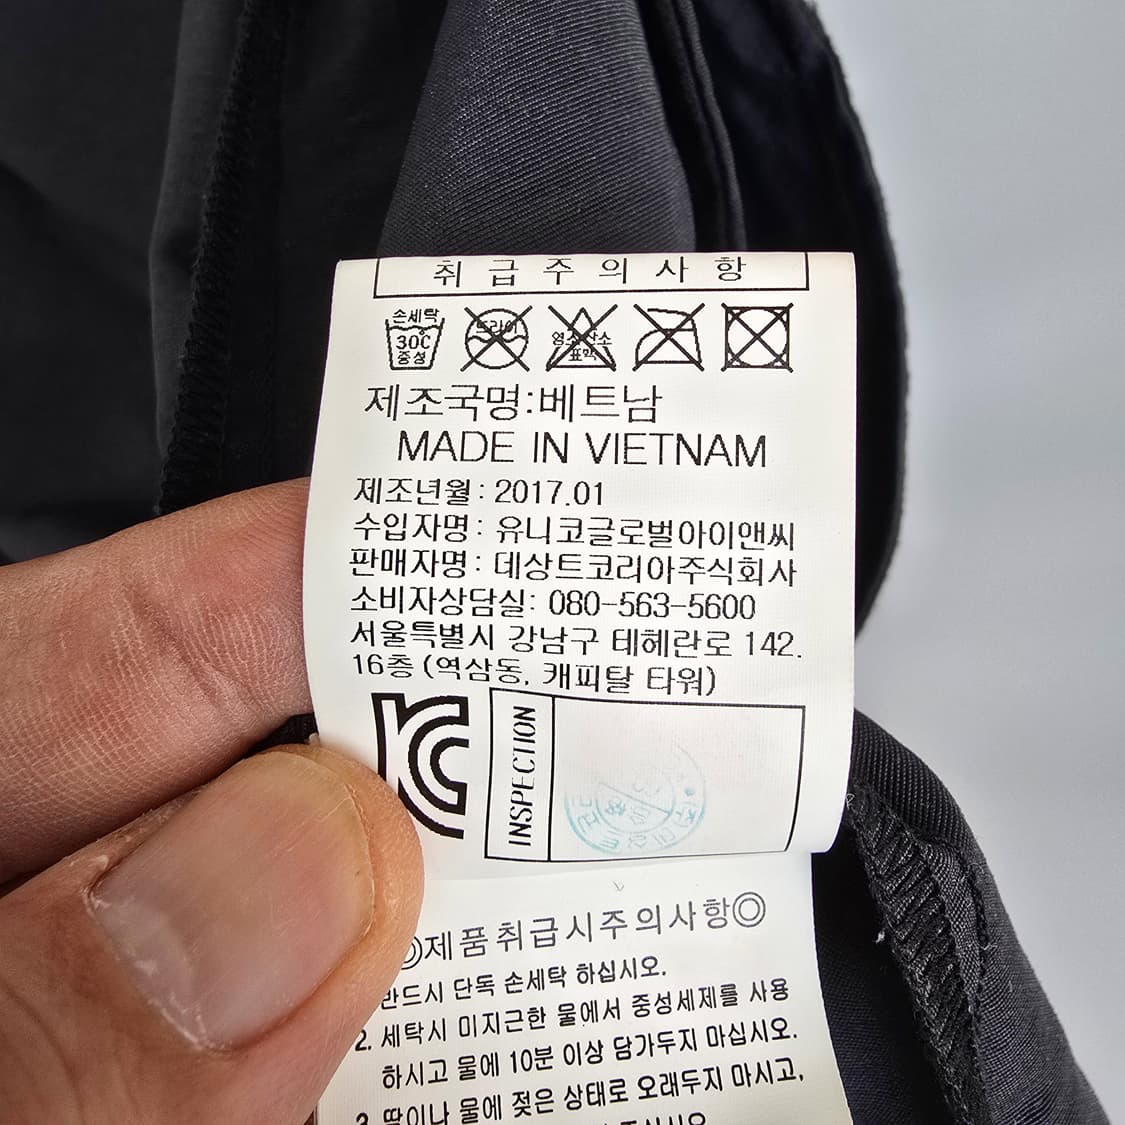 취급주의사항
손세탁 드라이 염소산소
30℃ 표백
중성
제조국명:베트남
MADE IN VIETNAM
제조년월: 2017.01
수입자명: 유니코글로벌아이앤씨
판매자명: 데상트코리아주식회사
소비자상담실: 080-563-5600
서울특별시 강남구 테헤란로 142.
16층 (역삼동, 캐피탈 타워)
KC
INSPECTION
◎제품취급시주의사항◎
반드시 단독 손세탁 하십시오.
2. 세탁시 미지근한 물에서 중성세제를 사용
하시고 물에 10분 이상 담가두지 마십시오.
3. 땀이나 물에 젖은 상태로 오래두지 마시고,